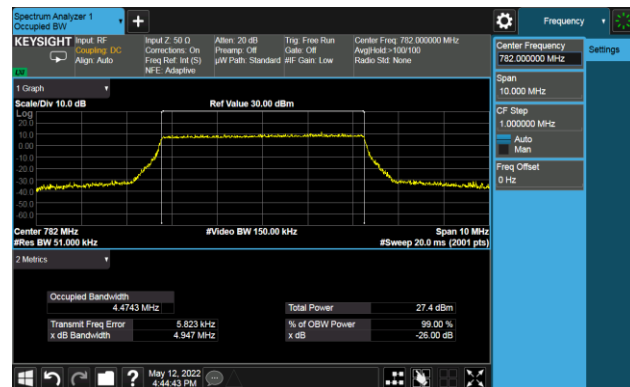 Spectrum Analyzer 1
Occupied BW
Frequency
KEYSIGHT
Input: RF
Coupling: DC
Align: Auto
Input Z: 50 Ω
Corrections: On
Freq Ref: Int (S)
NFE: Adaptive
Atten: 20 dB
Preamp: Off
µW Path: Standard
Trig: Free Run
Gate: Off
#IF Gain: Low
Center Freq: 782.000000 MHz
Avg|Hold:>100/100
Radio Std: None
Center Frequency
782.000000 MHz
Settings
Span
10.000 MHz
CF Step
1.000000 MHz
Auto
Man
Freq Offset
0 Hz
1 Graph
Scale/Div 10.0 dB
Ref Value 30.00 dBm
Log
20.0
10.0
0.00
-10.0
-20.0
-30.0
-40.0
-50.0
-60.0
Center 782 MHz
#Video BW 150.00 kHz
Span 10 MHz
#Res BW 51.000 kHz
#Sweep 20.0 ms (2001 pts)
2 Metrics
Occupied Bandwidth
4.4743 MHz
Total Power 27.4 dBm
Transmit Freq Error 5.823 kHz
% of OBW Power 99.00 %
x dB Bandwidth 4.947 MHz
x dB -26.00 dB
May 12, 2022
4:44:43 PM